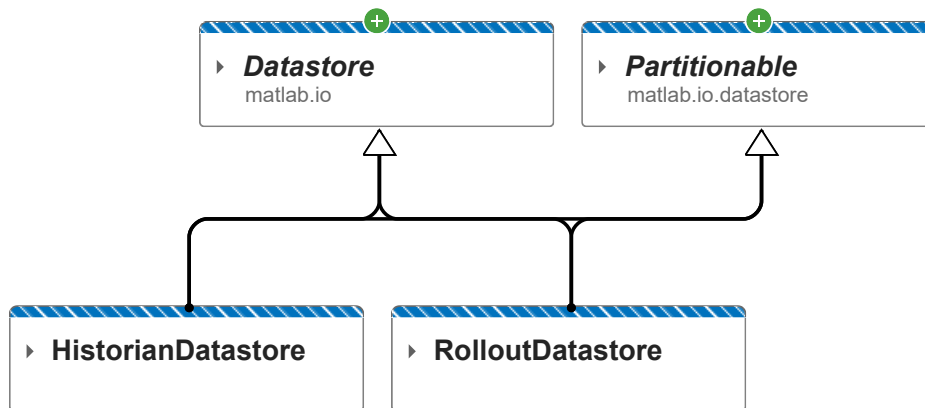 Datastore
matlab.io
Partitionable
matlab.io.datastore
HistorianDatastore
RolloutDatastore